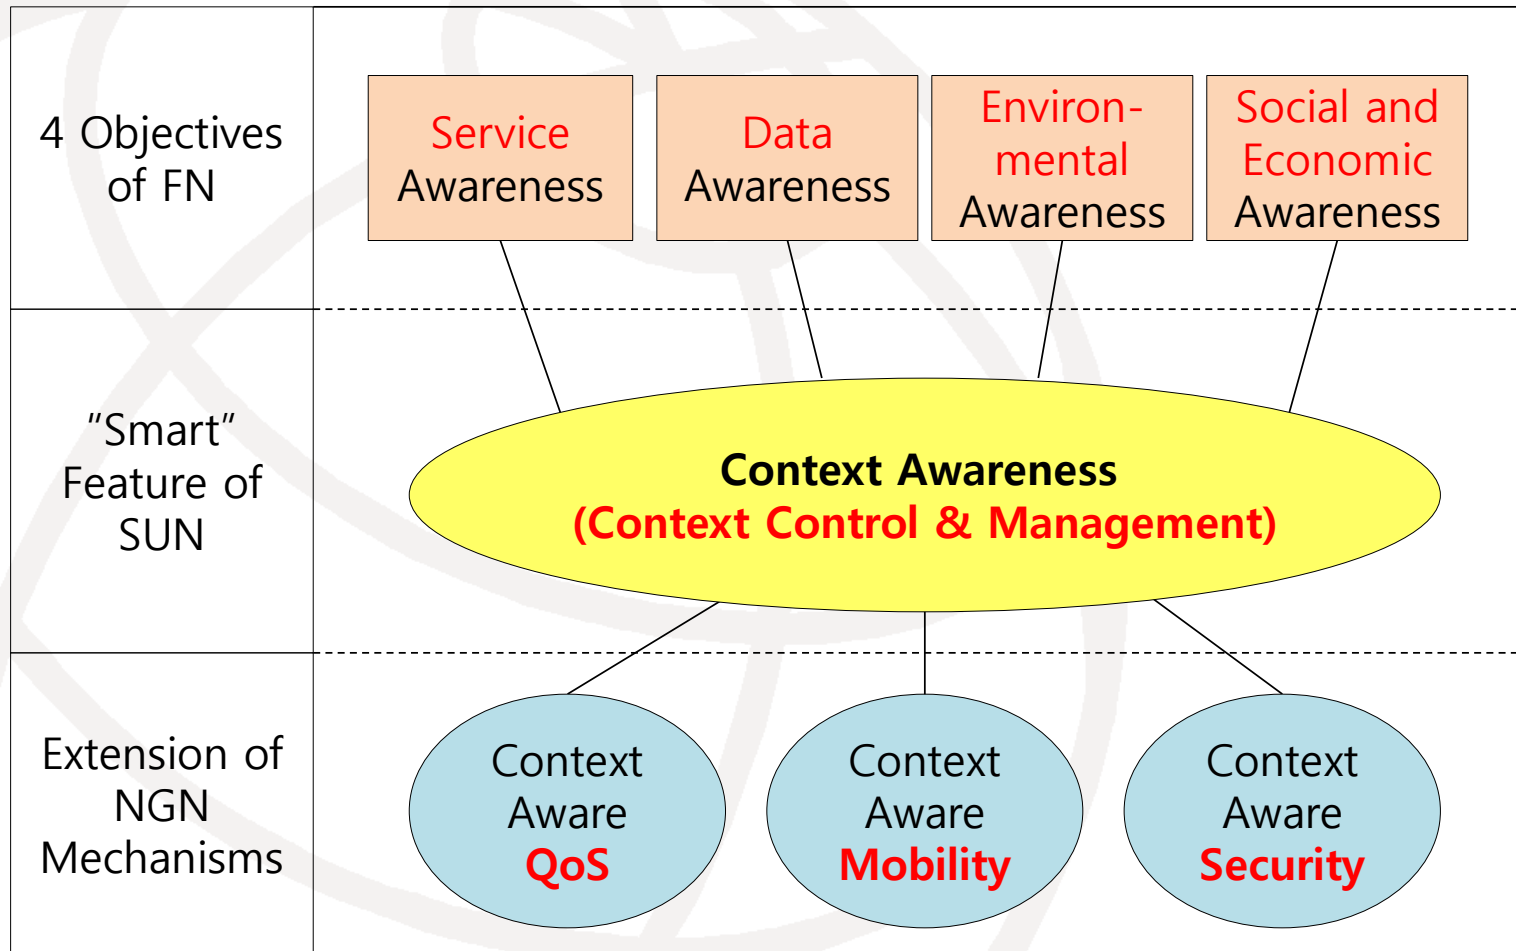 4 Objectives
of FN
Service
Awareness
Data
Awareness
Environ-
mental
Awareness
Social and
Economic
Awareness
“Smart”
Feature of
SUN
Context Awareness
(Context Control & Management)
Extension of
NGN
Mechanisms
Context
Aware
QoS
Context
Aware
Mobility
Context
Aware
Security